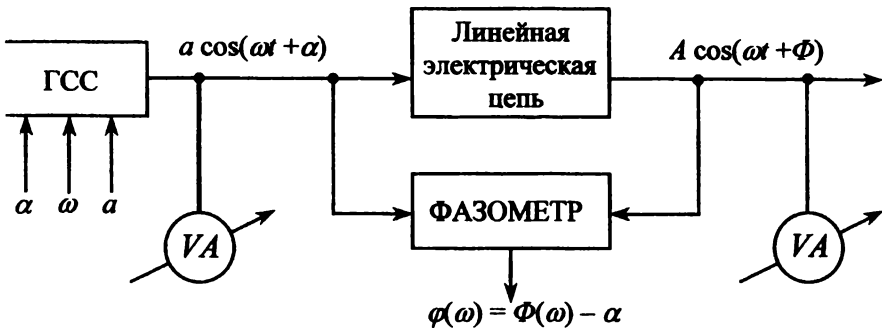 ГСС
a cos(ωt + α)
Линейная
электрическая
цепь
A cos(ωt + Φ)
α ω a
VA
ФАЗОМЕТР
VA
φ(ω) = Φ(ω) − α